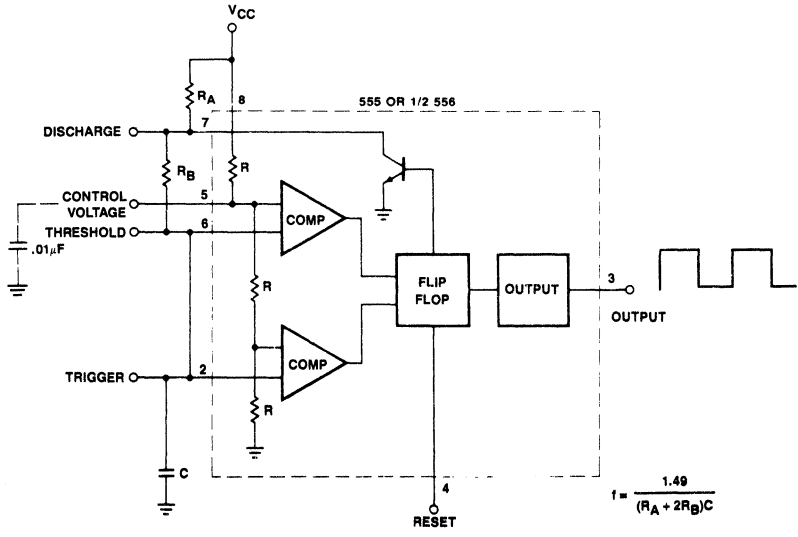 VCC
RA
8
555 OR 1/2 556
DISCHARGE
7
RB
R
CONTROL
VOLTAGE
5
COMP
THRESHOLD
6
.01µF
R
FLIP
FLOP
OUTPUT
3
OUTPUT
TRIGGER
2
COMP
R
C
4
RESET
f = 1.49
(RA + 2RB)C